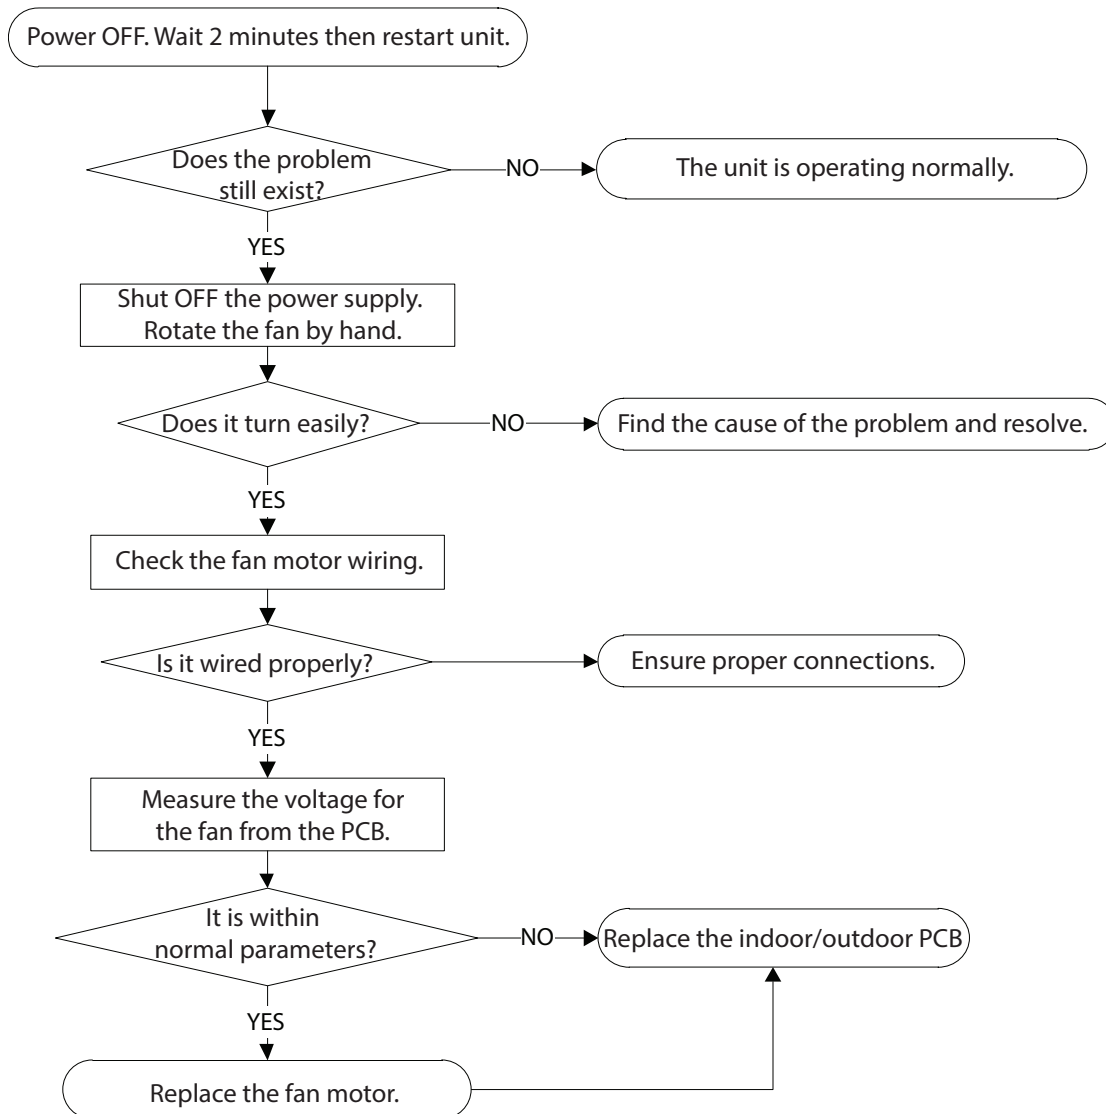 Power OFF. Wait 2 minutes then restart unit.
Does the problem
still exist?
NO
The unit is operating normally.
YES
Shut OFF the power supply.
Rotate the fan by hand.
Does it turn easily?
NO
Find the cause of the problem and resolve.
YES
Check the fan motor wiring.
Is it wired properly?
Ensure proper connections.
YES
Measure the voltage for
the fan from the PCB.
It is within
normal parameters?
NO
Replace the indoor/outdoor PCB
YES
Replace the fan motor.